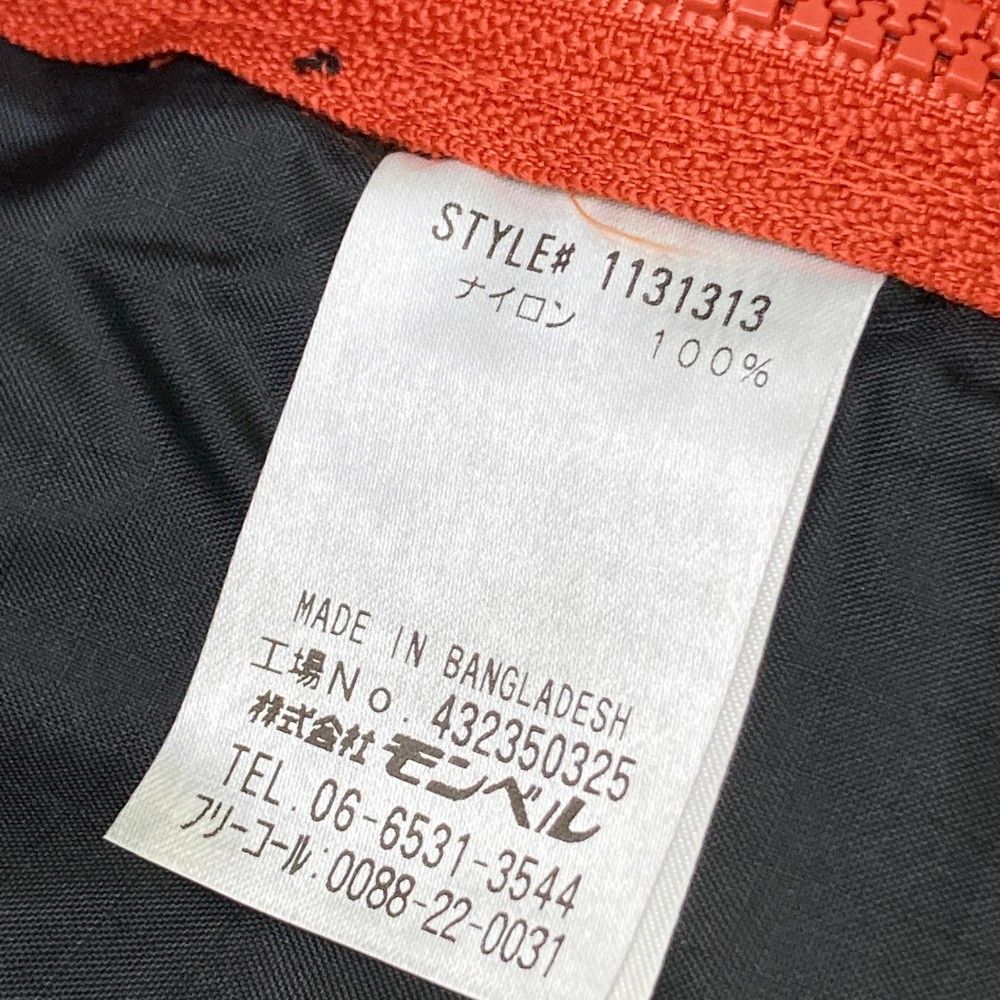 STYLE# 1131313
ナイロン 100%
MADE IN BANGLADESH
工場No. 432350325
株式会社モンベル
TEL. 06-6531-3544
フリーコール:0088-22-0031